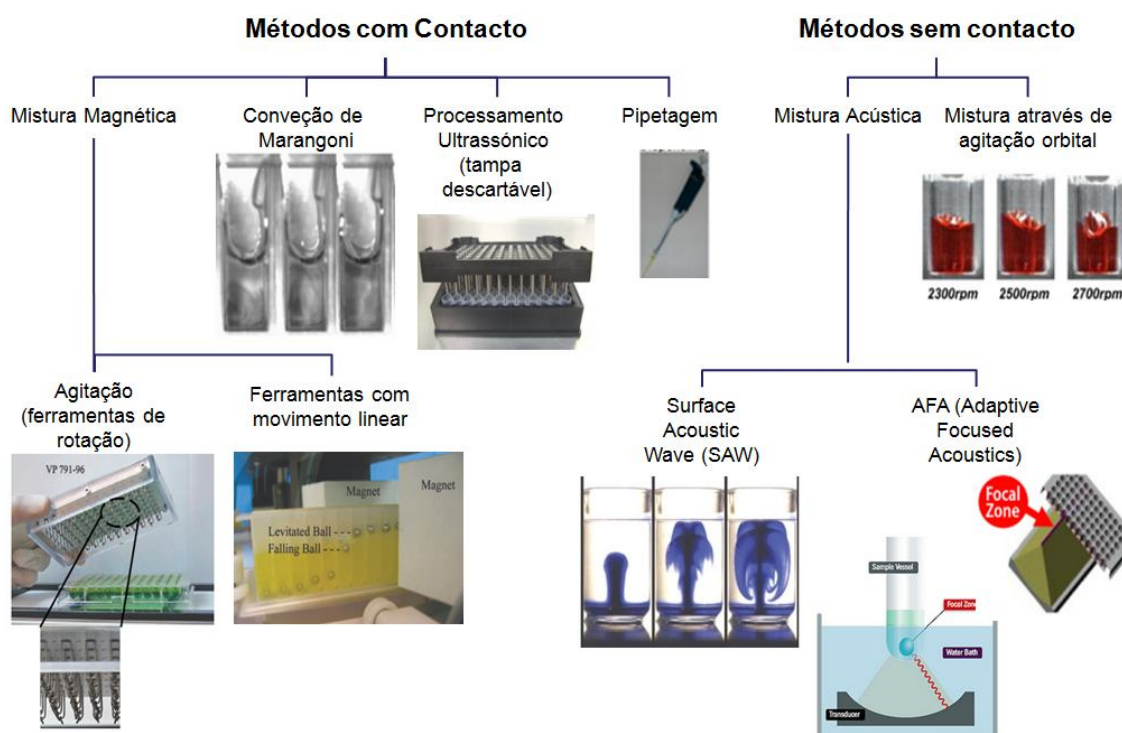 Métodos com Contacto
Métodos sem contacto
Mistura Magnética
Conveção de
Marangoni
Processamento
Ultrassónico
(tampa
descartável)
Pipetagem
Mistura Acústica
Mistura através de
agitação orbital
2300rpm
2500rpm
2700rpm
Agitação
(ferramentas de
rotação)
VP 791-96
Ferramentas com
movimento linear
Magnet
Magnet
Levitated Ball
Falling Ball
Surface
Acoustic
Wave (SAW)
AFA (Adaptive
Focused
Acoustics)
Focal
Zone
Sample Vessel
Focal Zone
Water Bath
Transducer